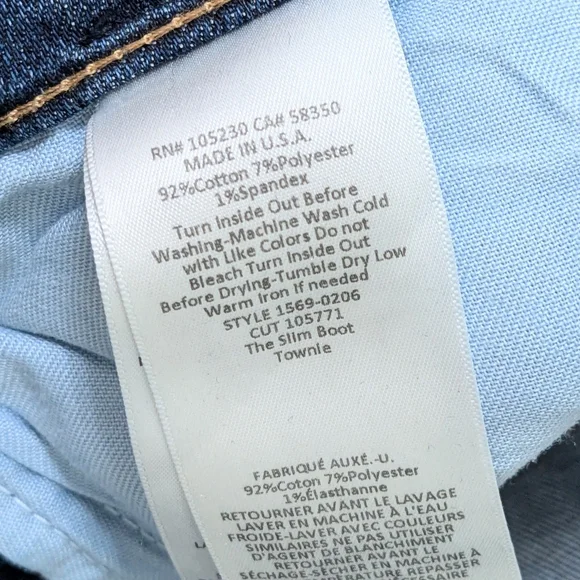 RN# 105230 CA# 58350
MADE IN U.S.A.
92%Cotton 7%Polyester
1%Spandex
Turn Inside Out Before
Washing-Machine Wash Cold
with Like Colors Do not
Bleach Turn Inside Out
Before Drying-Tumble Dry Low
Warm Iron If needed
STYLE 1569-0206
CUT 105771
The Slim Boot
Townie
FABRIQUÉ AUXÉ.-U.
92%Coton 7%Polyester
1%Élasthanne
RETOURNER AVANT LE LAVAGE
LAVER EN MACHINE À L'EAU
FROIDE-LAVER AVEC COULEURS
SIMILAIRES NE PAS UTILISER
D'AGENT DE BLANCHIMENT
RETOURNER AVANT LE
SÉCHAGE-SÉCHER EN MACHINE À